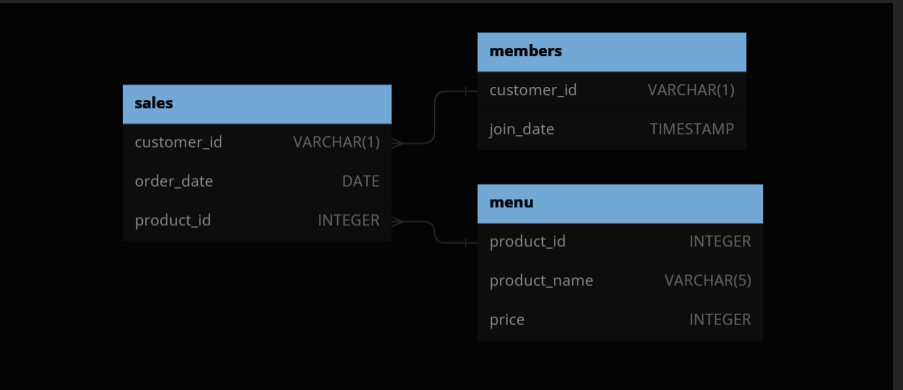 sales
customer_id VARCHAR(1)
order_date DATE
product_id INTEGER
members
customer_id VARCHAR(1)
join_date TIMESTAMP
menu
product_id INTEGER
product_name VARCHAR(5)
price INTEGER